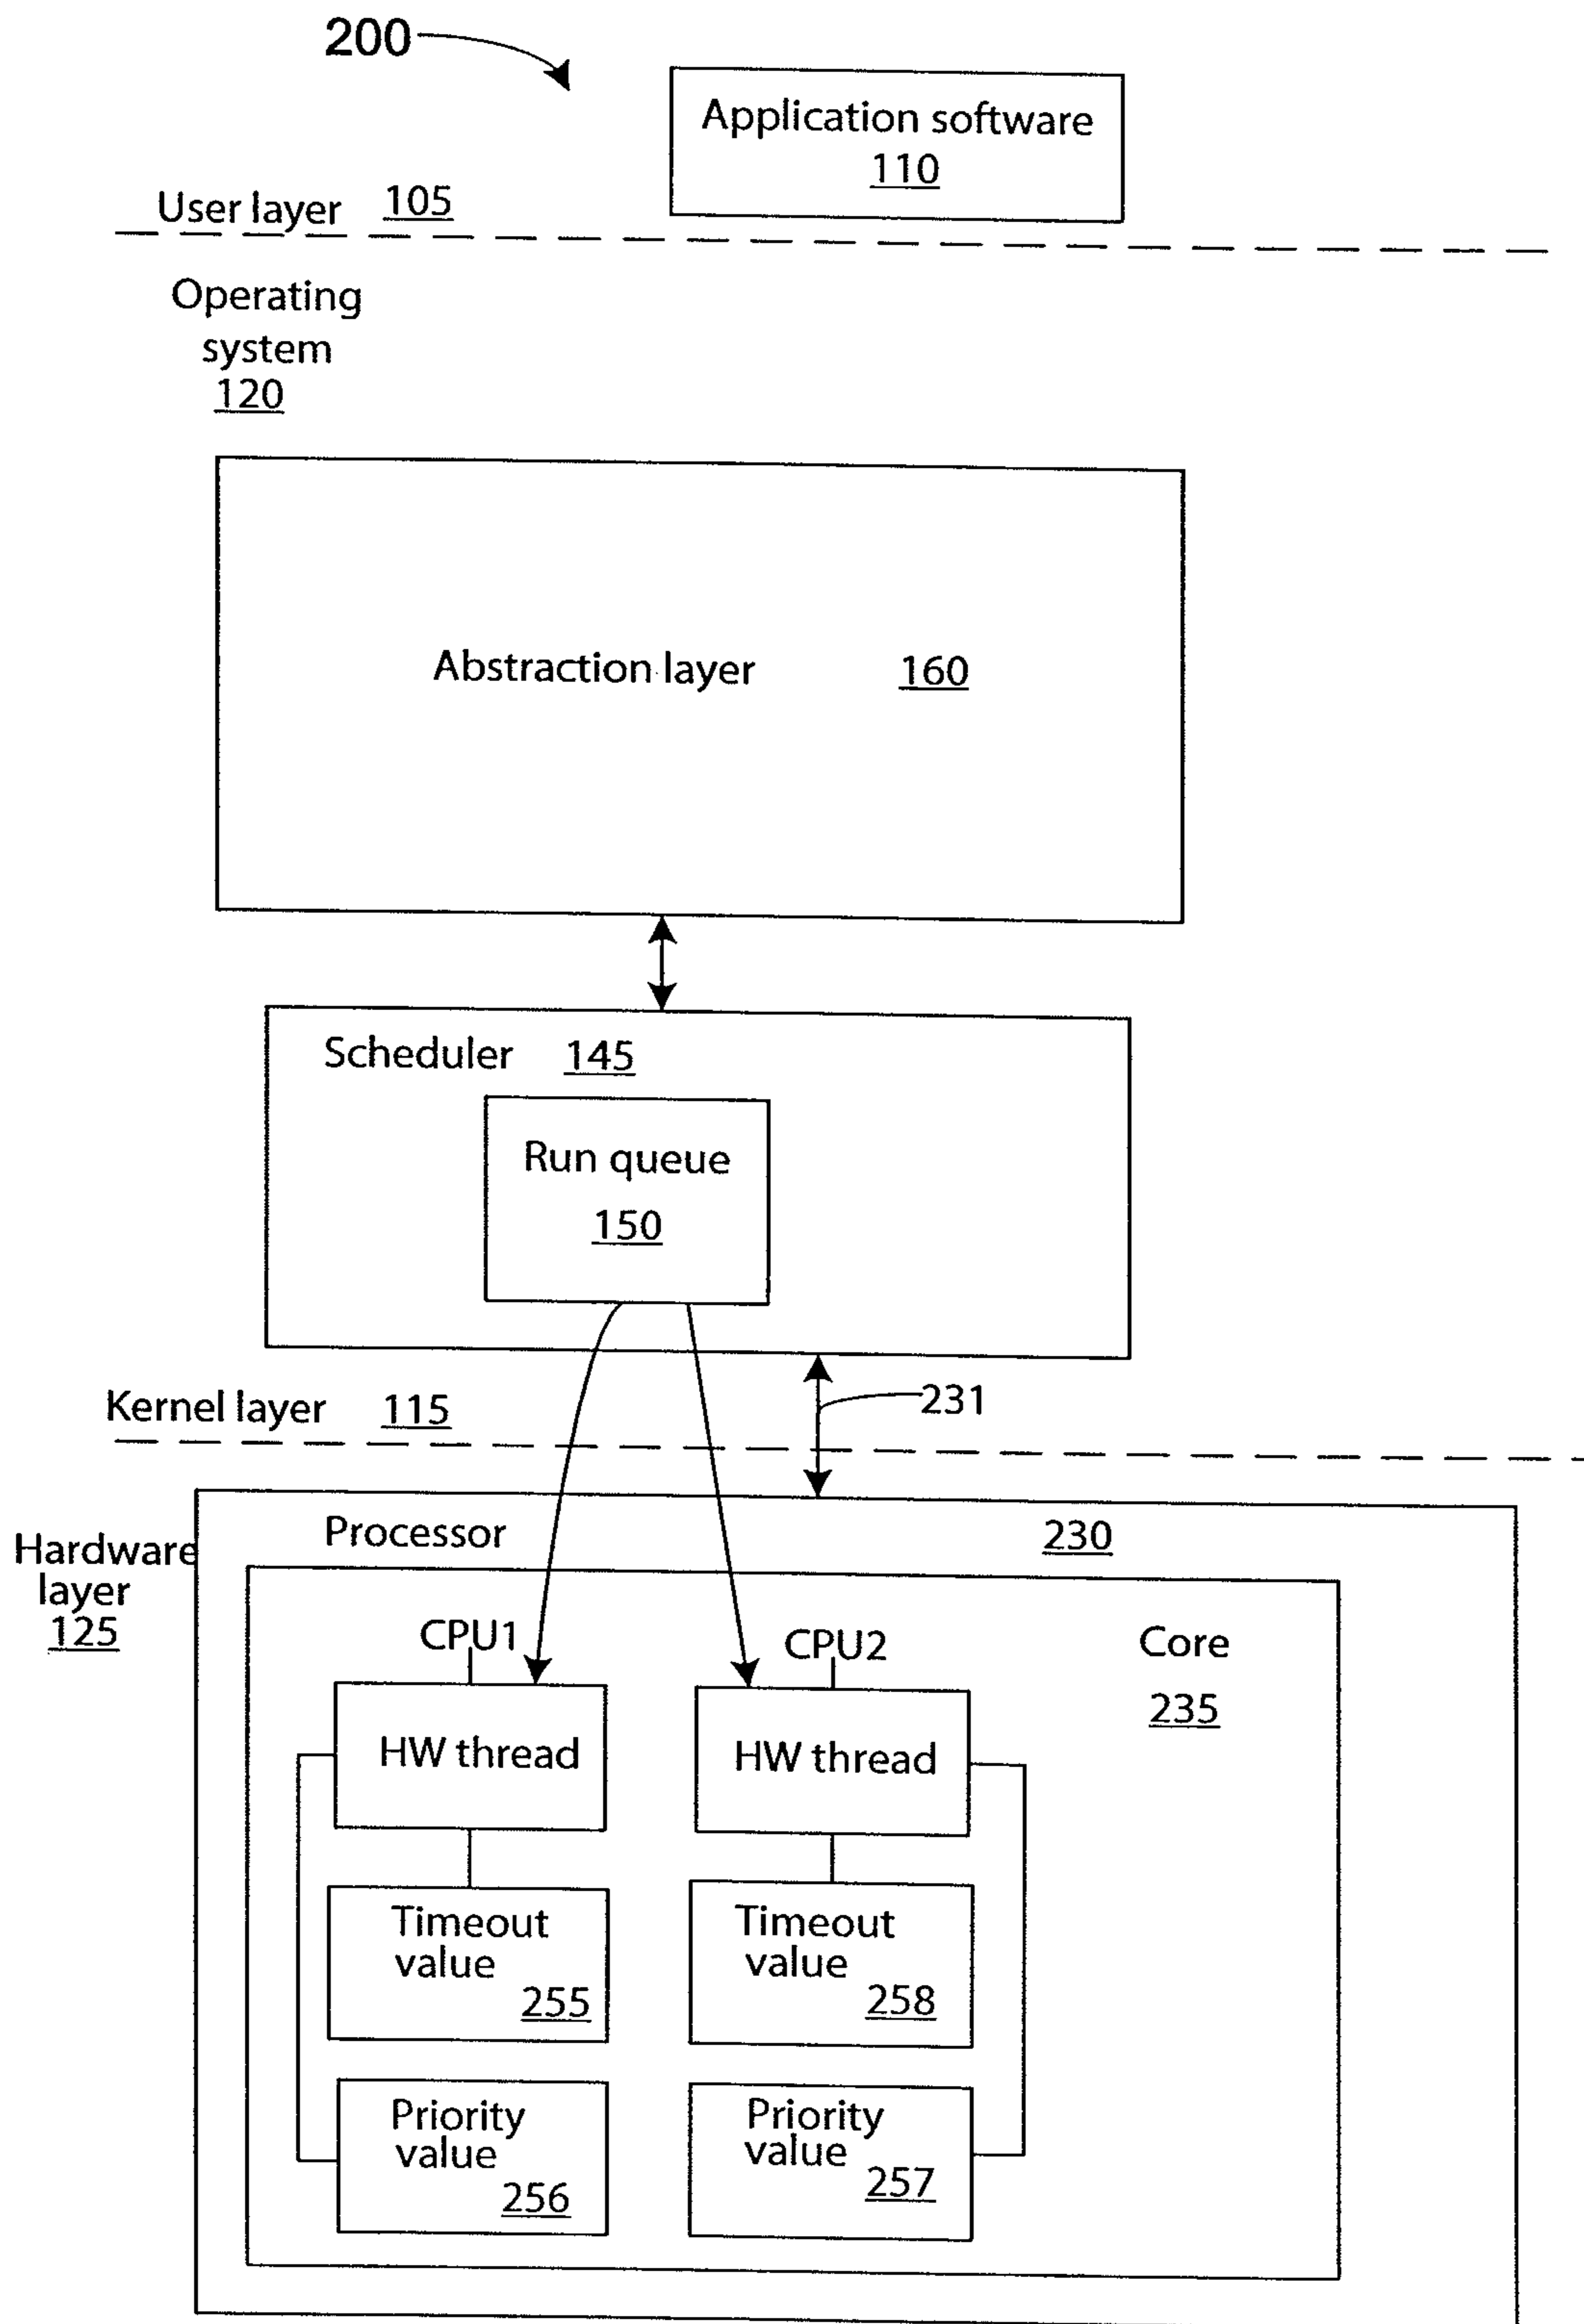 200
Application software
110
User layer 105
Operating
system
120
Abstraction layer 160
Scheduler 145
Run queue
150
231
Kernel layer 115
Processor 230
Hardware
layer
125
CPU1
CPU2
Core
235
HW thread
HW thread
Timeout
value
255
Timeout
value
258
Priority
value
256
Priority
value
257